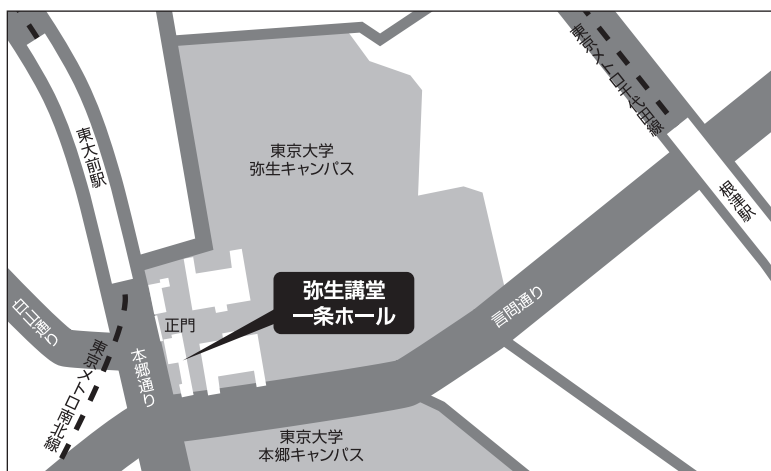 東京メトロ千代田線
東大前駅
東京大学
弥生キャンパス
根津駅
弥生講堂
一条ホール
正門
言問通り
白山通り
本郷通り
東京メトロ南北線
東京大学
本郷キャンパス